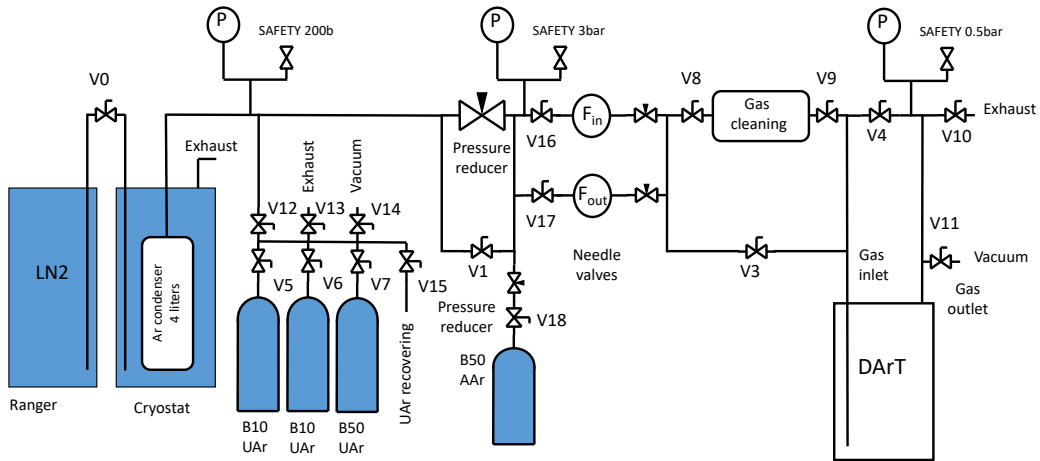 P
SAFETY 200b
P
SAFETY 3bar
P
SAFETY 0.5bar
V0
V8
V9
F in
Gas
cleaning
Exhaust
V16
V4
V10
Pressure
reducer
Exhaust
Exhaust
Vacuum
F out
V12
V13
V14
V17
V11
LN2
Ar condenser
4 liters
V1
Needle
valves
V3
Gas
inlet
Vacuum
V5
V6
V7
V15
Gas
outlet
Pressure
reducer
V18
UAr recovering
B50
AAr
DArT
Ranger
Cryostat
B10
UAr
B10
UAr
B50
UAr